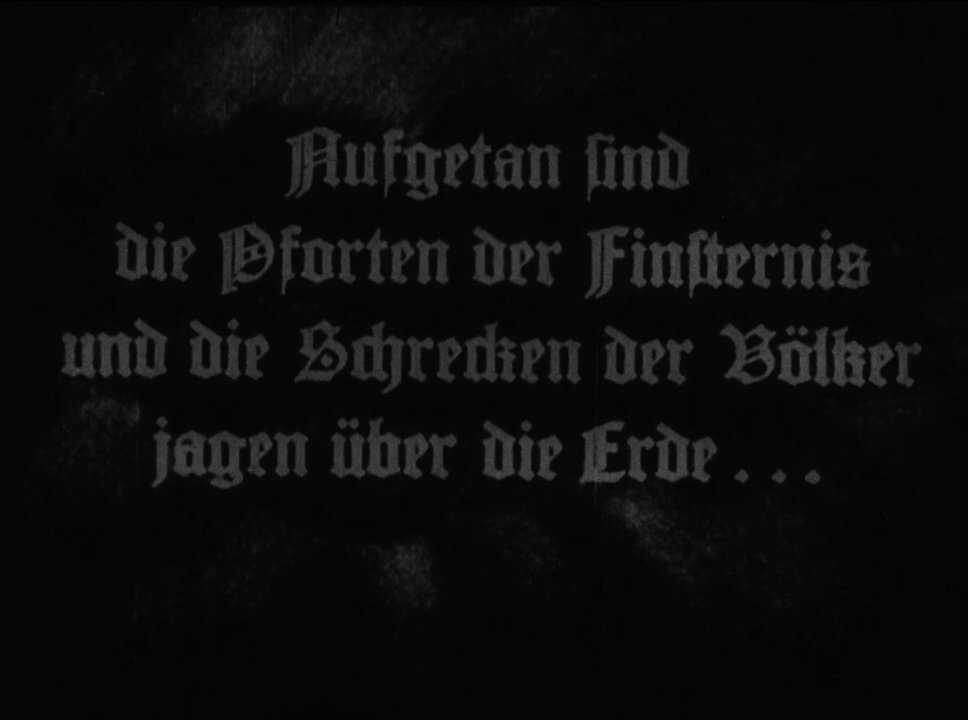 Aufgetan sind
die Pforten der Finsternis
und die Schrecken der Völker
jagen über die Erde...